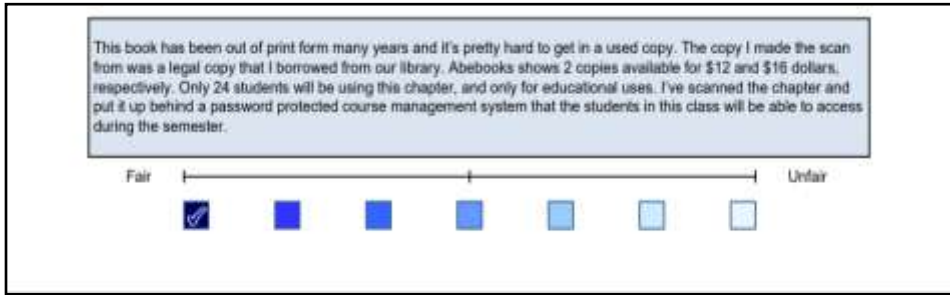 This book has been out of print form many years and it's pretty hard to get in a used copy. The copy I made the scan
from was a legal copy that I borrowed from our library. Abebooks shows 2 copies available for $12 and $16 dollars,
respectively. Only 24 students will be using this chapter, and only for educational uses. I've scanned the chapter and
put it up behind a password protected course management system that the students in this class will be able to access
during the semester.
Fair Unfair